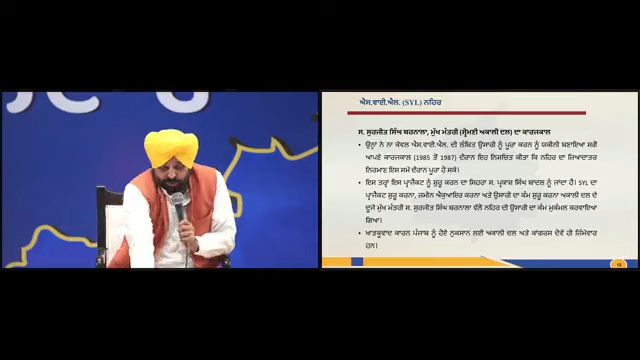 ਐਸ.ਵਾਈ.ਐਲ. (SYL) ਨਹਿਰ
ਸ. ਸੁਰਜੀਤ ਸਿੰਘ ਬਰਨਾਲਾ, ਮੁੱਖ ਮੰਤਰੀ (ਸ਼੍ਰੋਮਣੀ ਅਕਾਲੀ ਦਲ) ਦਾ ਕਾਰਜਕਾਲ
• ਉਨ੍ਹਾਂ ਨੇ ਨਾ ਕੇਵਲ ਐਸ.ਵਾਈ.ਐਲ. ਦੀ ਲੰਬਿਤ ਉਸਾਰੀ ਨੂੰ ਪੂਰਾ ਕਰਨ ਨੂੰ ਯਕੀਨੀ ਬਣਾਇਆ ਸਗੋਂ
ਆਪਣੇ ਕਾਰਜਕਾਲ (1985 ਤੋਂ 1987) ਦੌਰਾਨ ਇਹ ਨਿਸ਼ਚਿਤ ਕੀਤਾ ਕਿ ਨਹਿਰ ਦਾ ਜ਼ਿਆਦਾਤਰ
ਨਿਰਮਾਣ ਇਸ ਸਮੇਂ ਦੌਰਾਨ ਪੂਰਾ ਹੋ ਸਕੇ।
• ਇਸ ਤਰ੍ਹਾਂ ਇਸ ਪ੍ਰਾਜੈਕਟ ਨੂੰ ਸ਼ੁਰੂ ਕਰਨ ਦਾ ਸਿਹਰਾ ਸ. ਪ੍ਰਕਾਸ਼ ਸਿੰਘ ਬਾਦਲ ਨੂੰ ਜਾਂਦਾ ਹੈ। SYL ਦਾ
ਪ੍ਰਾਜੈਕਟ ਸ਼ੁਰੂ ਕਰਨਾ, ਜ਼ਮੀਨ ਐਕੁਆਇਰ ਕਰਨਾ ਅਤੇ ਉਸਾਰੀ ਦਾ ਕੰਮ ਸ਼ੁਰੂ ਕਰਨਾ ਅਕਾਲੀ ਦਲ ਦੇ
ਦੂਜੇ ਮੁੱਖ ਮੰਤਰੀ ਸ. ਸੁਰਜੀਤ ਸਿੰਘ ਬਰਨਾਲਾ ਵੱਲੋਂ ਨਹਿਰ ਦੀ ਉਸਾਰੀ ਦਾ ਕੰਮ ਮੁਕੰਮਲ ਕਰਵਾਇਆ
ਗਿਆ।
• ਖਾੜਕੂਵਾਦ ਕਾਰਨ ਪੰਜਾਬ ਨੂੰ ਹੋਏ ਨੁਕਸਾਨ ਲਈ ਅਕਾਲੀ ਦਲ ਅਤੇ ਕਾਂਗਰਸ ਦੋਵੇਂ ਹੀ ਜ਼ਿੰਮੇਵਾਰ
ਹਨ।